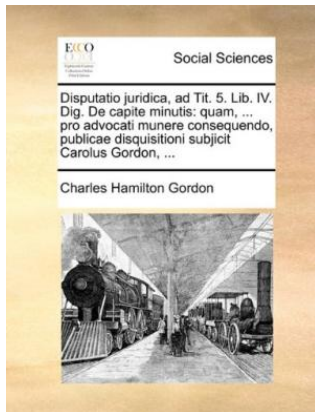 ECCO
Social Sciences
Disputatio juridica, ad Tit. 5. Lib. IV.
Dig. De capite minutis: quam, ...
pro advocati munere consequendo,
publicae disquisitioni subjicit
Carolus Gordon, ...
Charles Hamilton Gordon